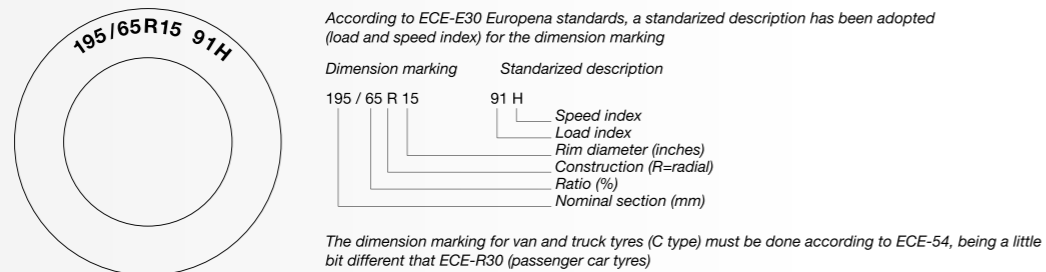 195/65R15 91H
According to ECE-E30 Europena standards, a standarized description has been adopted
(load and speed index) for the dimension marking
Dimension marking Standarized description
195 / 65 R 15 91 H
Speed index
Load index
Rim diameter (inches)
Construction (R=radial)
Ratio (%)
Nominal section (mm)
The dimension marking for van and truck tyres (C type) must be done according to ECE-54, being a little
bit different that ECE-R30 (passenger car tyres)